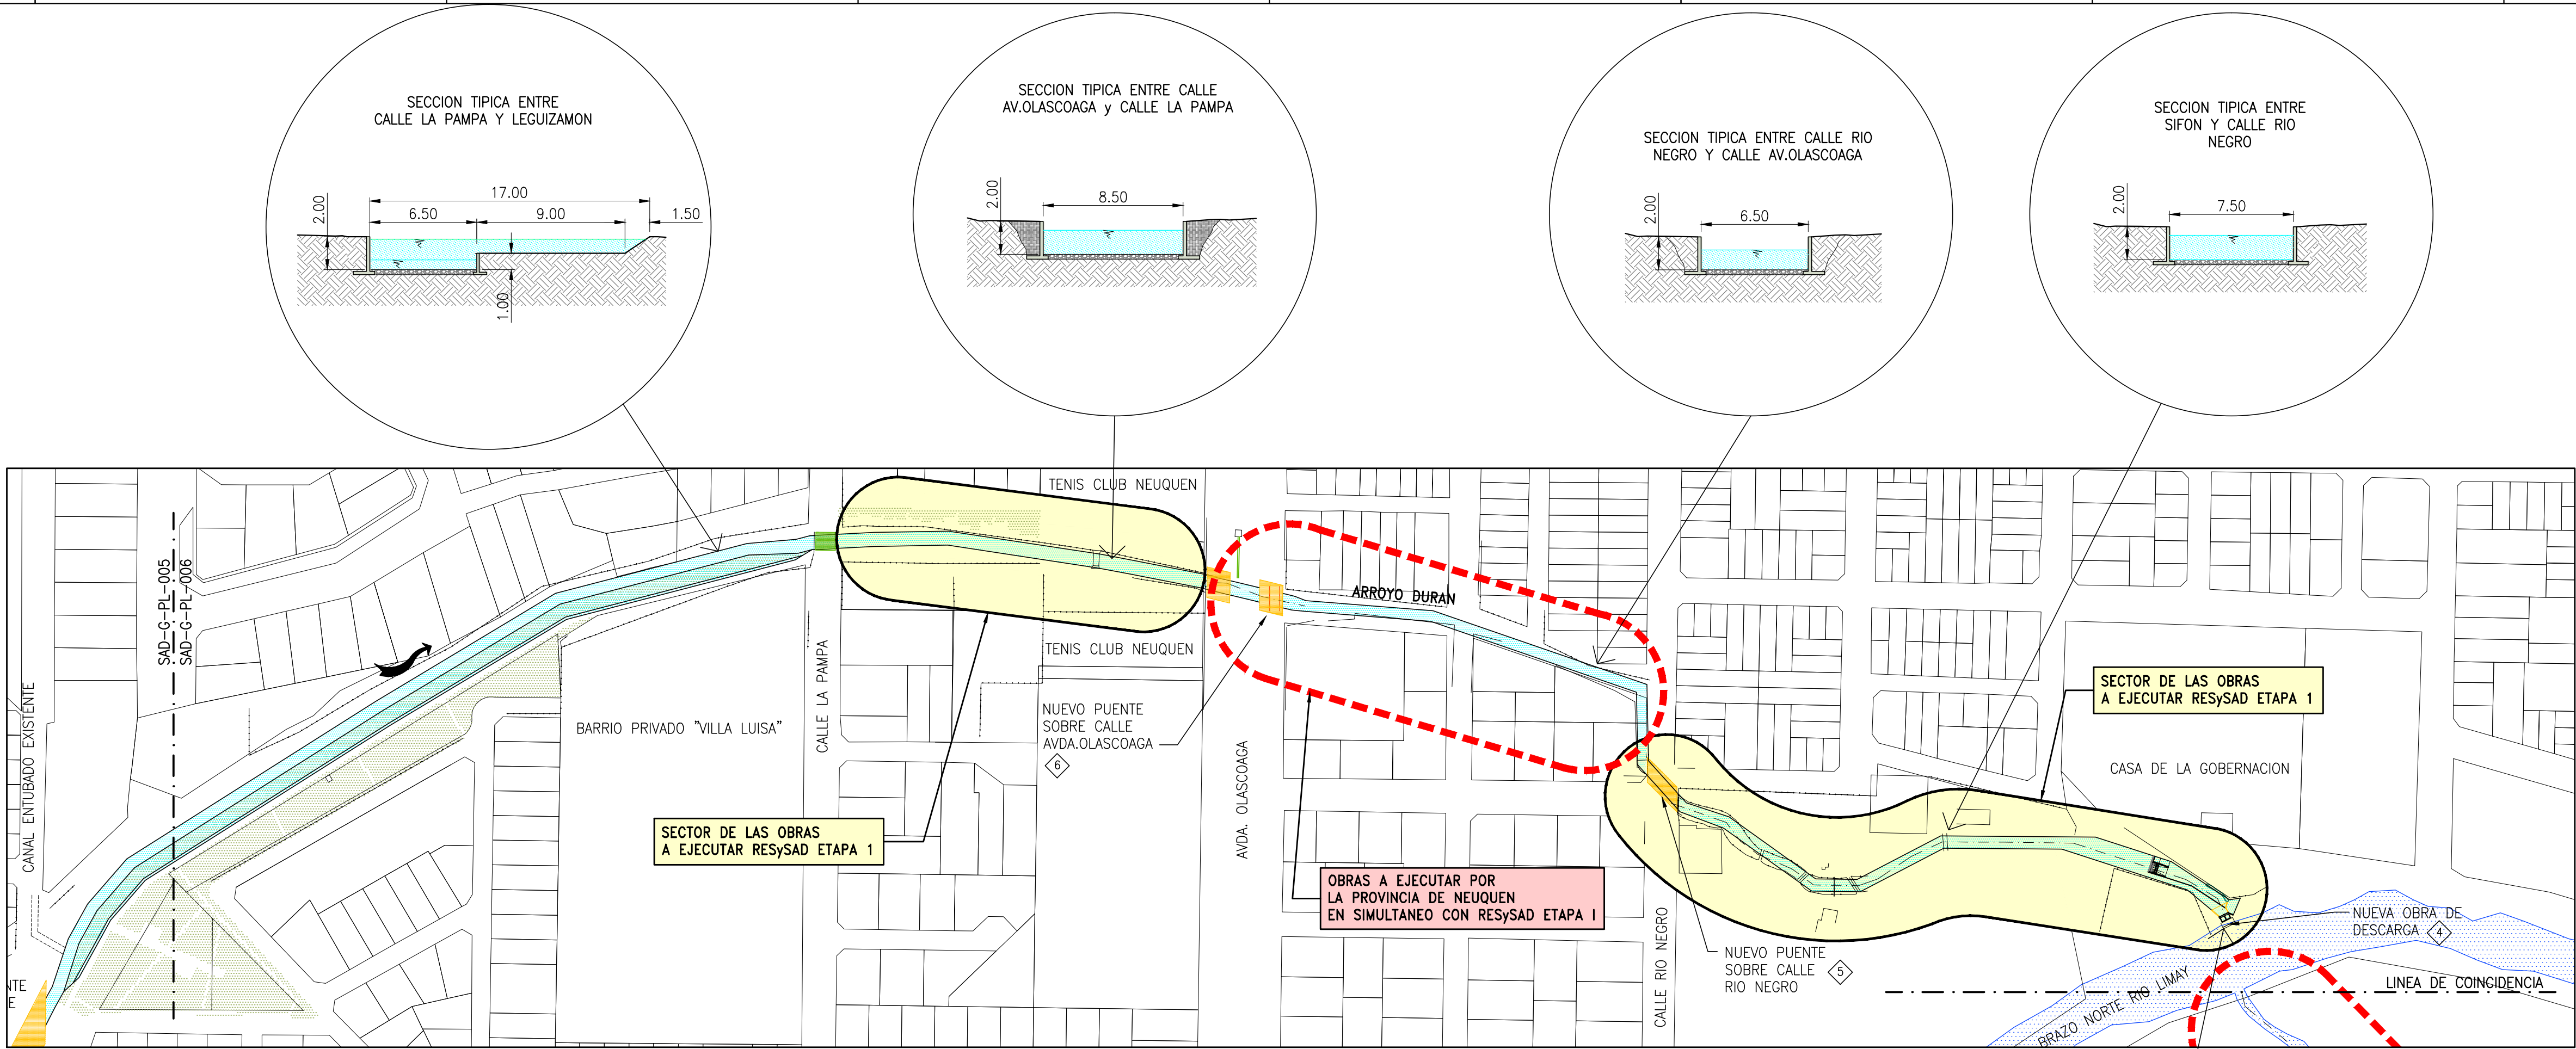 SECCION TIPICA ENTRE
CALLE LA PAMPA Y LEGUIZAMON
17.00
6.50
9.00
1.50
2.00
1.00
SECCION TIPICA ENTRE CALLE
AV.OLASCOAGA y CALLE LA PAMPA
2.00
8.50
SECCION TIPICA ENTRE CALLE RIO
NEGRO Y CALLE AV.OLASCOAGA
2.00
6.50
SECCION TIPICA ENTRE
SIFON Y CALLE RIO
NEGRO
2.00
7.50
CANAL ENTUBADO EXISTENTE
SAD-G-PL-005
SAD-G-PL-006
BARRIO PRIVADO "VILLA LUISA"
CALLE LA PAMPA
SECTOR DE LAS OBRAS
A EJECUTAR RESySAD ETAPA 1
TENIS CLUB NEUQUEN
TENIS CLUB NEUQUEN
NUEVO PUENTE
SOBRE CALLE
AVDA.OLASCOAGA
6
AVDA. OLASCOAGA
ARROYO DURAN
OBRAS A EJECUTAR POR
LA PROVINCIA DE NEUQUEN
EN SIMULTANEO CON RESySAD ETAPA I
CALLE RIO NEGRO
NUEVO PUENTE
SOBRE CALLE
RIO NEGRO
5
SECTOR DE LAS OBRAS
A EJECUTAR RESySAD ETAPA 1
CASA DE LA GOBERNACION
NUEVA OBRA DE
DESCARGA 4
BRAZO NORTE RIO LIMAY
LINEA DE COINCIDENCIA
NTE
E